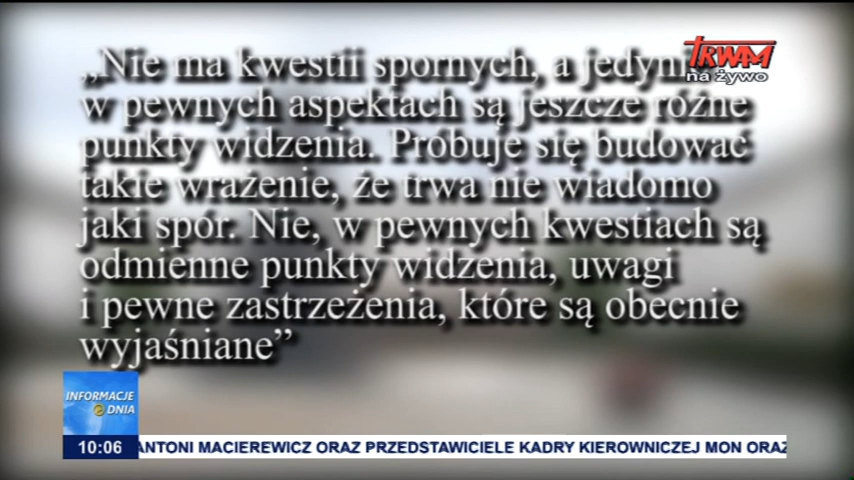 „Nie ma kwestii spornych, a
TRWAM
na żywo
w pewnych aspektach są jeszcze różne
punkty widzenia. Próbuje się budować
takie wrażenie, że trwa nie wiadomo
jaki spór. Nie, w pewnych kwestiach są
odmienne punkty widzenia, uwagi
i pewne zastrzeżenia, które są obecnie
wyjaśniane”
INFORMACJE
DNIA
10:06 ANTONI MACIEREWICZ ORAZ PRZEDSTAWICIELE KADRY KIEROWNICZEJ MON ORAZ